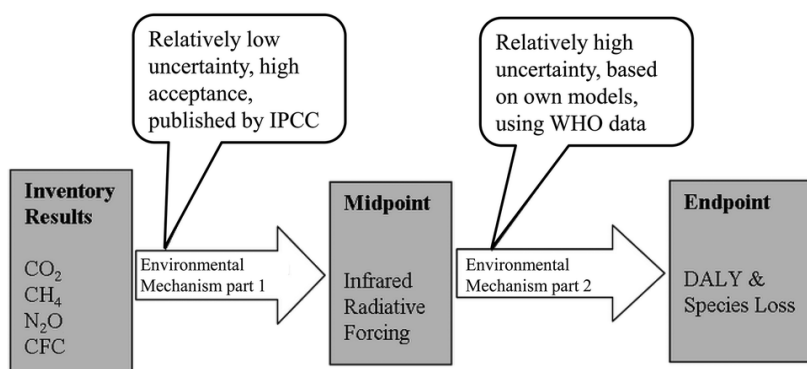 Relatively low
uncertainty, high
acceptance,
published by IPCC
Relatively high
uncertainty, based
on own models,
using WHO data
Inventory
Results
CO₂
CH₄
N₂O
CFC
Environmental
Mechanism part 1
Midpoint
Infrared
Radiative
Forcing
Environmental
Mechanism part 2
Endpoint
DALY &
Species Loss